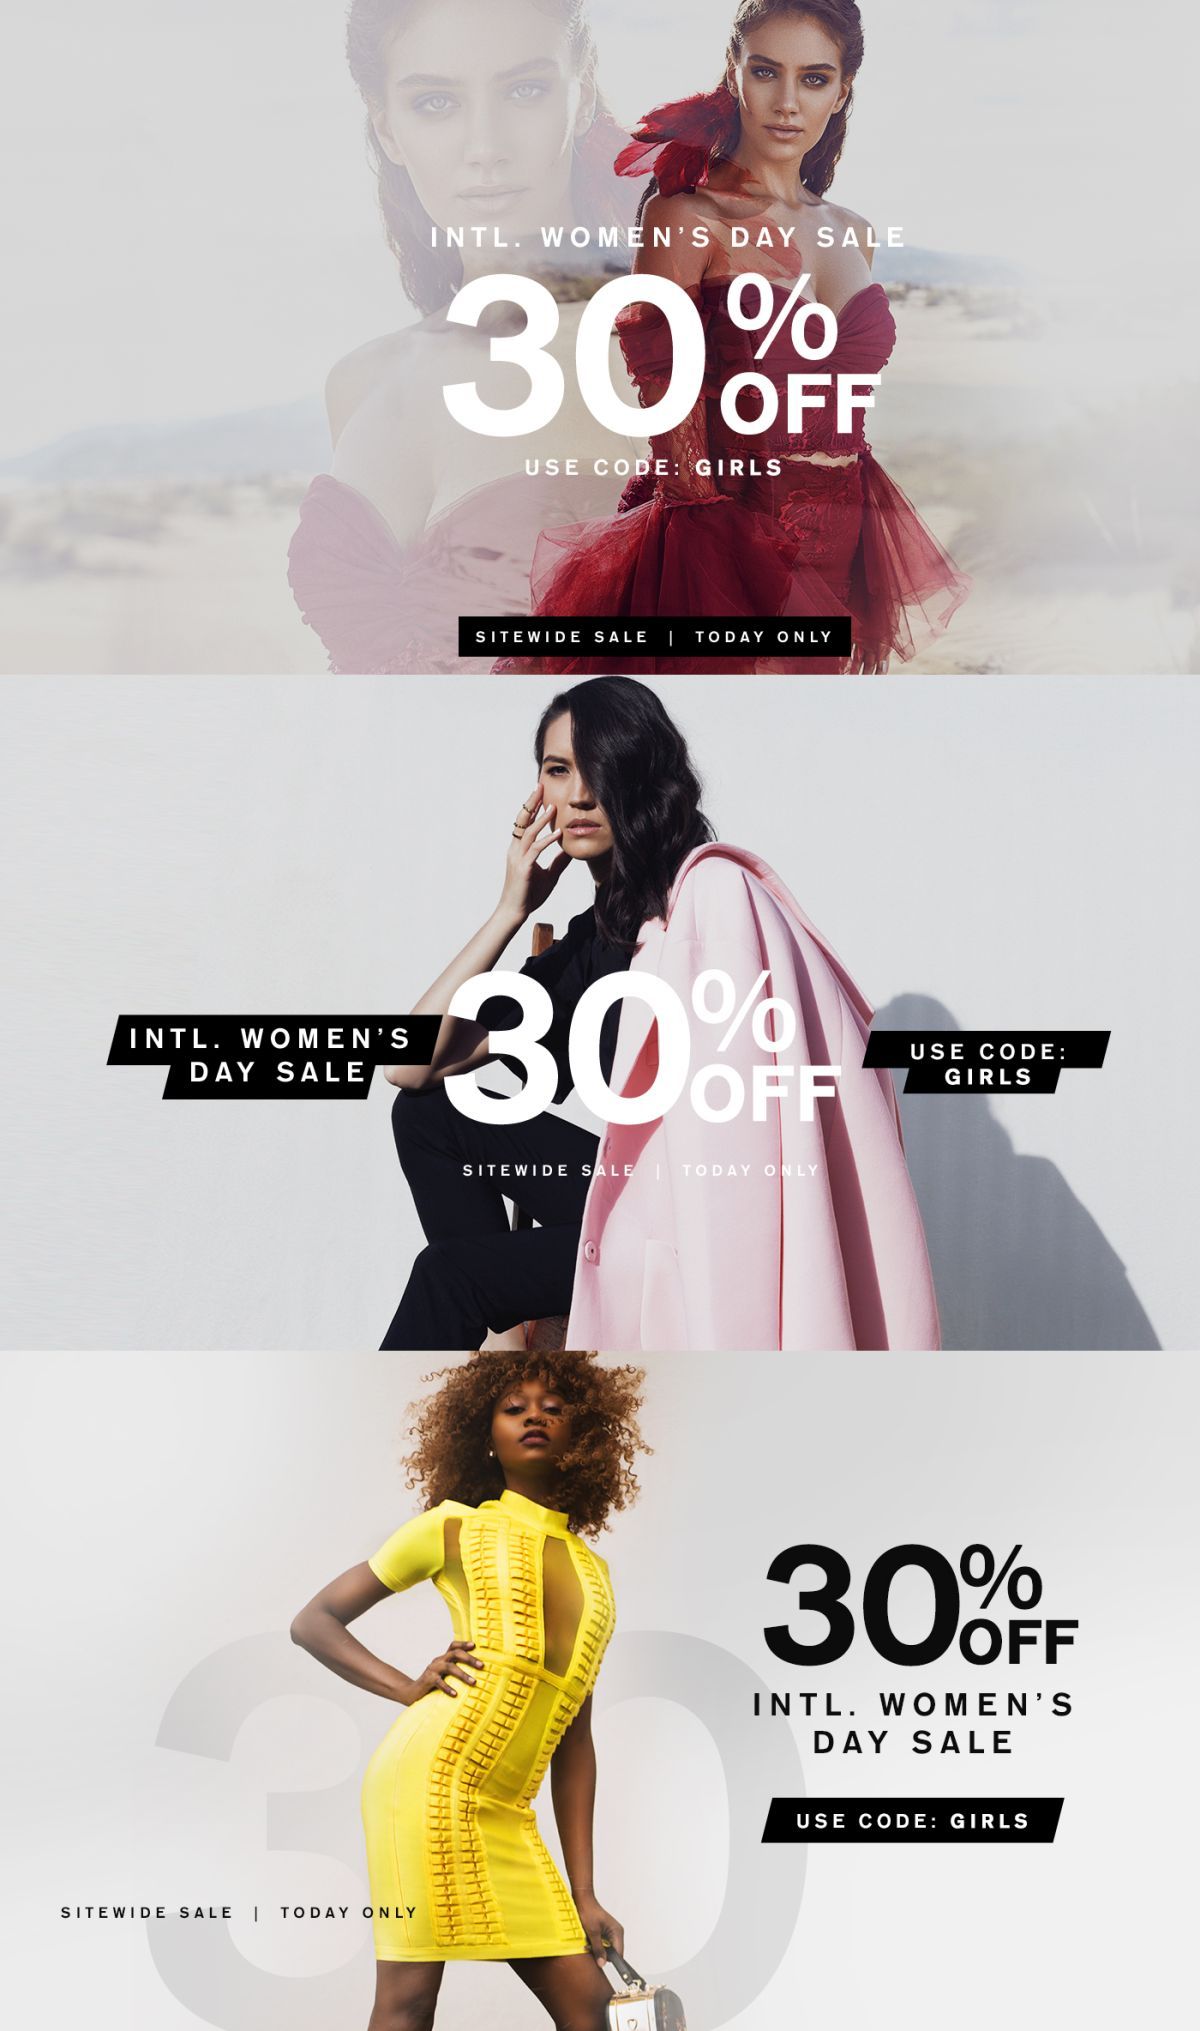 INTL. WOMEN'S DAY SALE
30%
OFF
USE CODE: GIRLS
SITEWIDE SALE | TODAY ONLY
INTL. WOMEN'S
DAY SALE
30%
OFF
USE CODE:
GIRLS
SITEWIDE SALE | TODAY ONLY
30%
OFF
INTL. WOMEN'S
DAY SALE
USE CODE: GIRLS
30
SITEWIDE SALE | TODAY ONLY